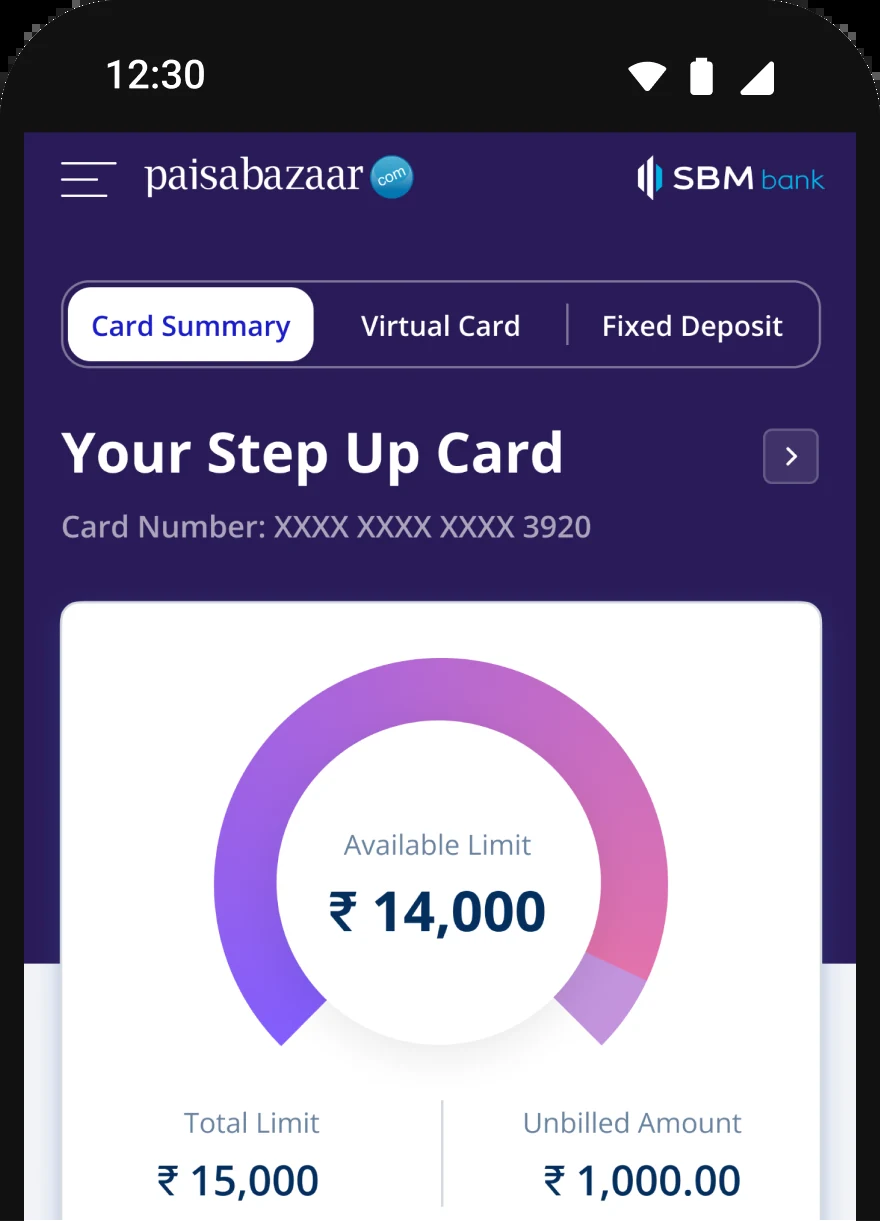 12:30
paisabazaar com SBM bank
Card Summary Virtual Card Fixed Deposit
Your Step Up Card
Card Number: XXXX XXXX XXXX 3920
Available Limit
₹ 14,000
Total Limit Unbilled Amount
₹ 15,000 ₹ 1,000.00